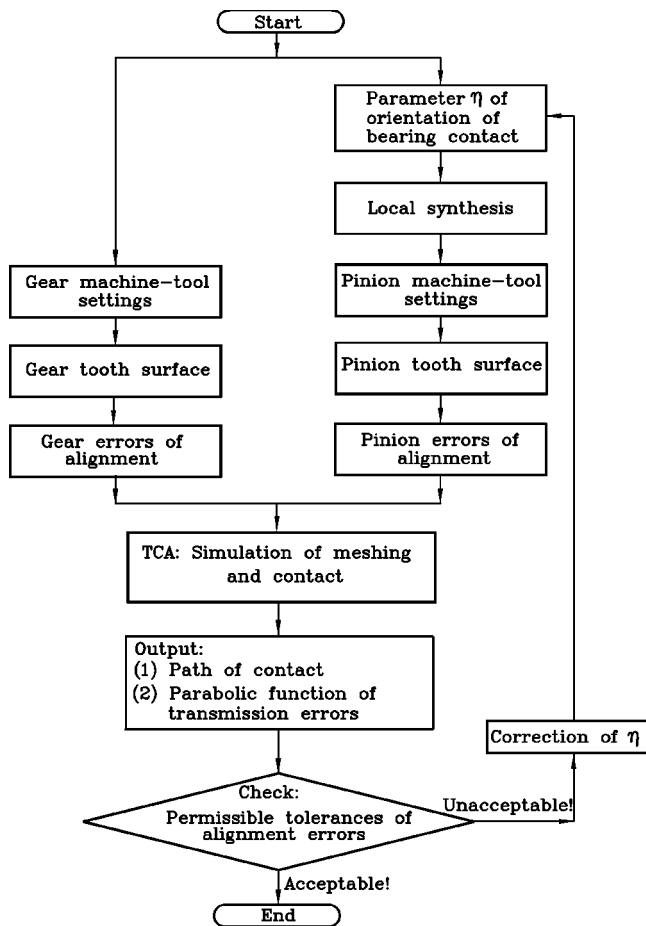 Start
Parameter η of
orientation of
bearing contact
Local synthesis
Gear machine-tool
settings
Pinion machine-tool
settings
Gear tooth surface
Pinion tooth surface
Gear errors of
alignment
Pinion errors of
alignment
TCA: Simulation of meshing
and contact
Output:
(1) Path of contact
(2) Parabolic function of
transmission errors
Correction of η
Check:
Permissible tolerances of
alignment errors
Unacceptable!
Acceptable!
End